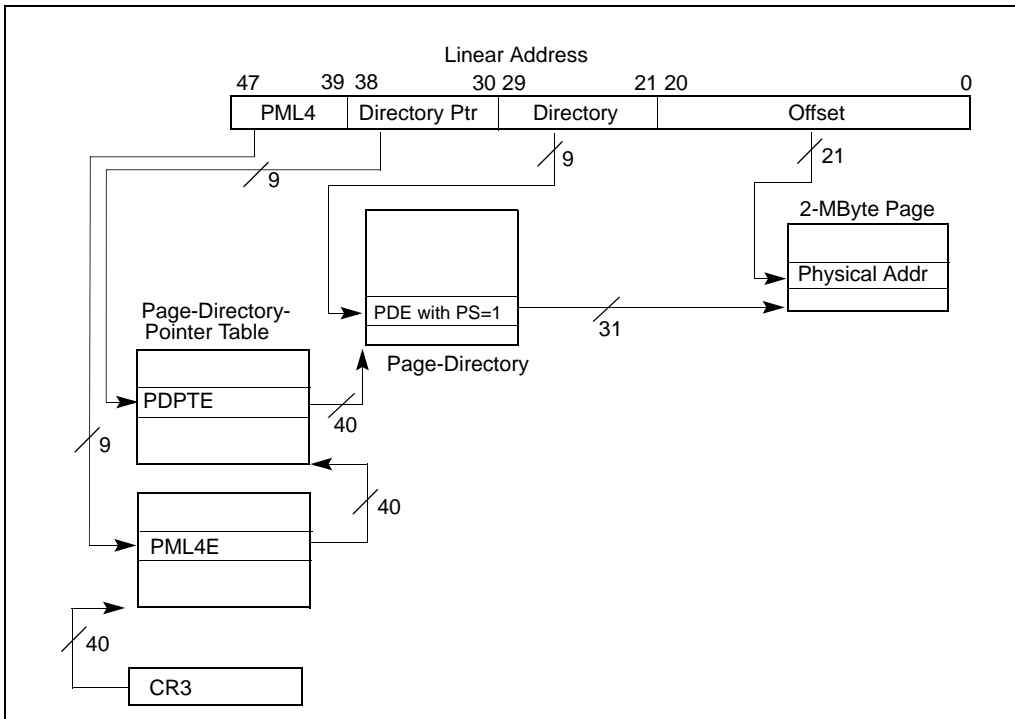 Linear Address
47 39 38 30 29 21 20 0
PML4 Directory Ptr Directory Offset
9
9
21
2-MByte Page
Physical Addr
PDE with PS=1
31
Page-Directory
Page-Directory-
Pointer Table
PDPTE
40
9
40
PML4E
40
CR3